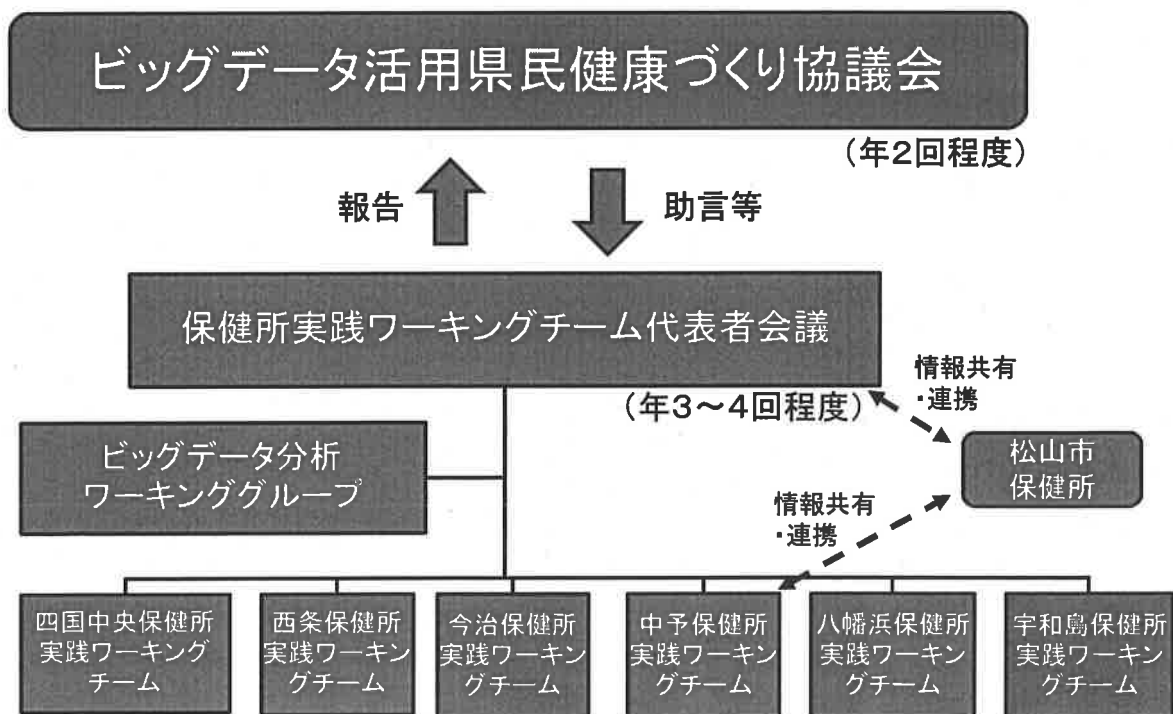 ビッグデータ活用県民健康づくり協議会
(年2回程度)
報告
助言等
保健所実践ワーキングチーム代表者会議
(年3～4回程度)
情報共有
・連携
ビッグデータ分析
ワーキンググループ
松山市
保健所
情報共有
・連携
四国中央保健所
実践ワーキング
チーム
西条保健所
実践ワーキン
グチーム
今治保健所
実践ワーキン
グチーム
中予保健所
実践ワーキン
グチーム
八幡浜保健所
実践ワーキン
グチーム
宇和島保健所
実践ワーキン
グチーム